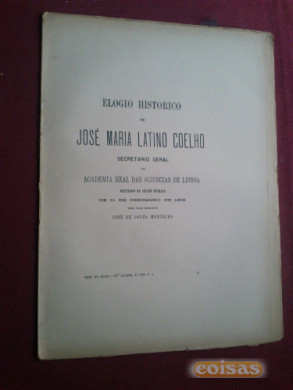 ELOGIO HISTORICO
DE
JOSÉ MARIA LATINO COELHO
SECRETARIO GERAL
DA
ACADEMIA REAL DAS SCIENCIAS DE LISBOA
JOSÉ DE SOUZA MONTEIRO
coisas